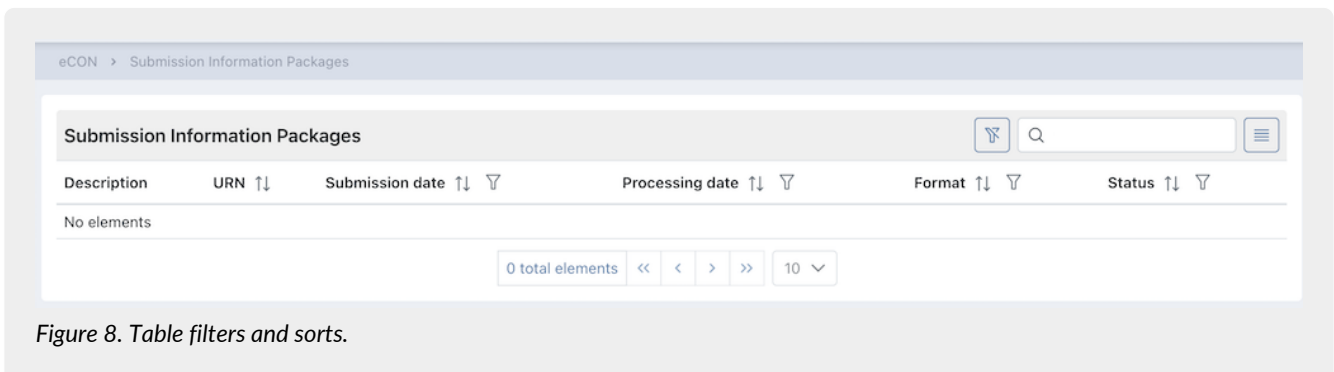 eCON > Submission Information Packages
Submission Information Packages
Description URN Submission date Processing date Format Status
No elements
0 total elements << < > >> 10
Figure 8. Table filters and sorts.